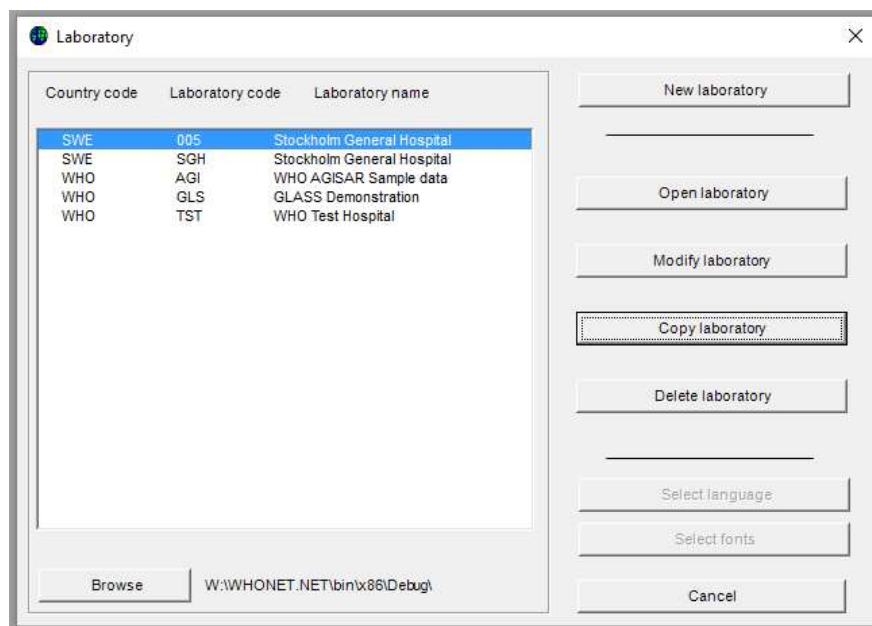 Laboratory
Country code Laboratory code Laboratory name
SWE 005 Stockholm General Hospital
SWE SGH Stockholm General Hospital
WHO AGI WHO AGISAR Sample data
WHO GLS GLASS Demonstration
WHO TST WHO Test Hospital
Browse W:\WHONET.NET\bin\x86\Debug\
New laboratory
Open laboratory
Modify laboratory
Copy laboratory
Delete laboratory
Select language
Select fonts
Cancel